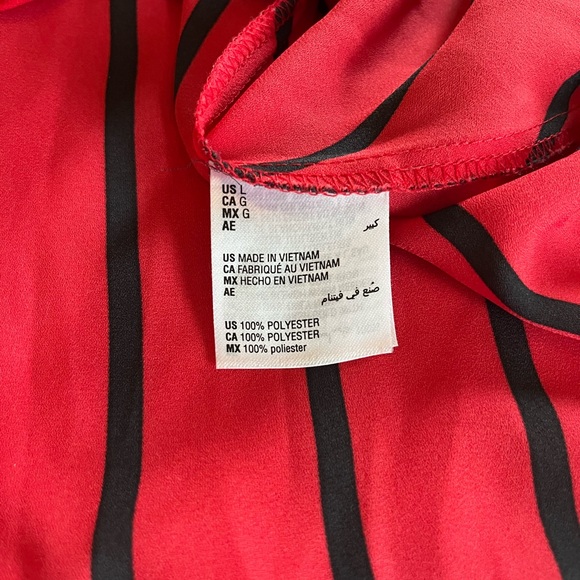 US L
CA G
MX G
AE كبير
US MADE IN VIETNAM
CA FABRIQUÉ AU VIETNAM
MX HECHO EN VIETNAM
AE صُنع في فيتنام
US 100% POLYESTER
CA 100% POLYESTER
MX 100% poliester